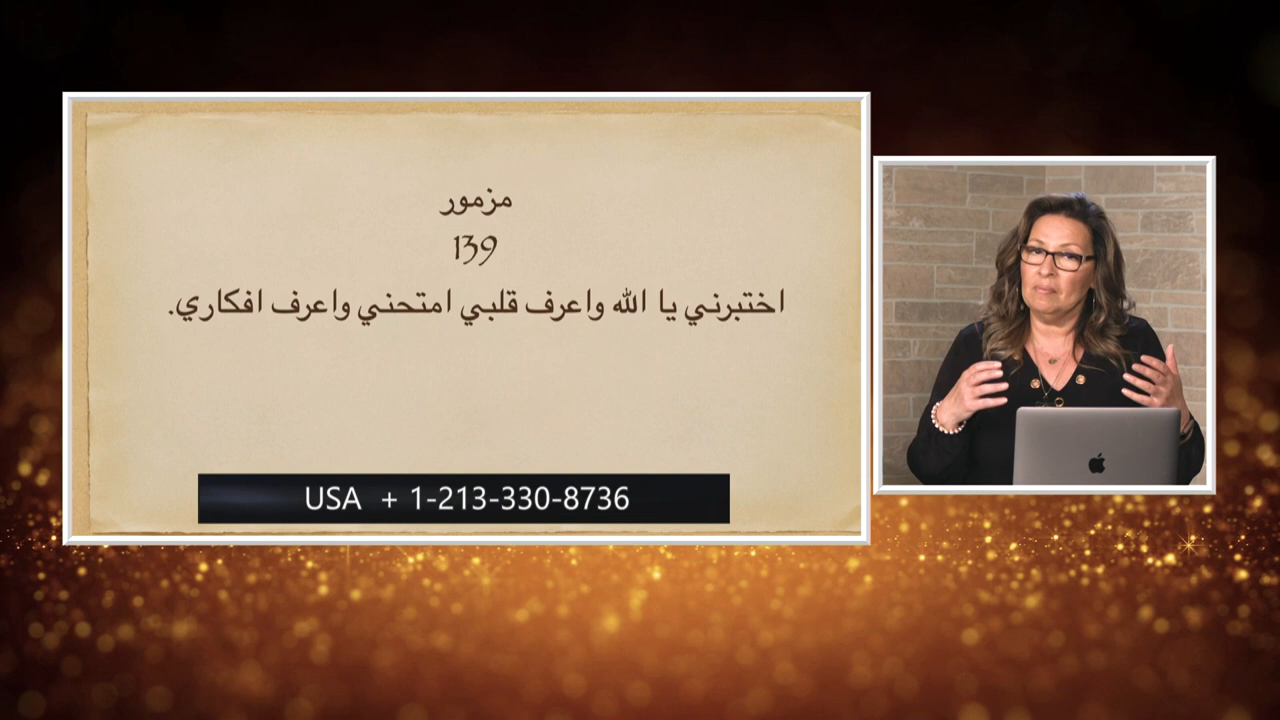 مزمور
139
اختبرني يا الله واعرف قلبي امتحني واعرف افكاري.
USA + 1-213-330-8736